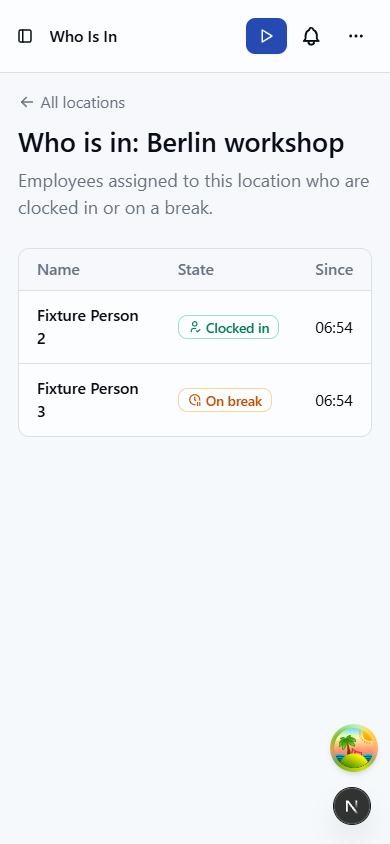 Who Is In
All locations
Who is in: Berlin workshop
Employees assigned to this location who are
clocked in or on a break.
Name State Since
Fixture Person
2
Clocked in
06:54
Fixture Person
3
On break
06:54
N